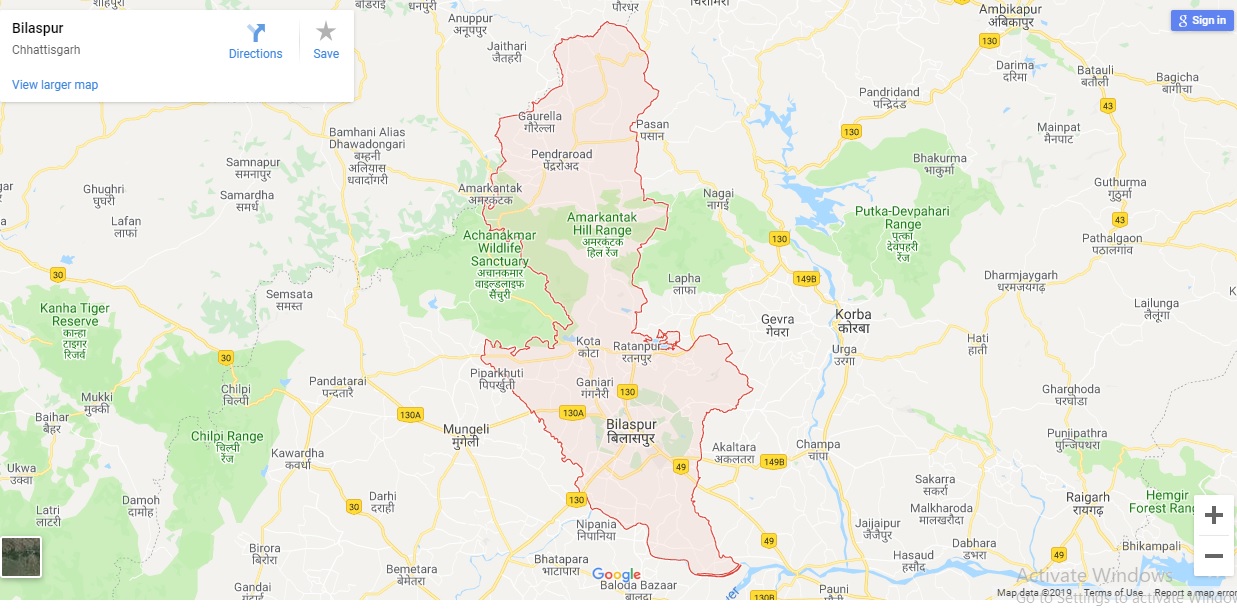 Bilaspur
Chhattisgarh
Directions
Save
View larger map
Sign in
Anuppur
अनूपपुर
Jaithari
जैतहरी
Ambikapur
अंबिकापुर
130
Darima
दरिमा
Batauli
बतौली
Bagicha
बागीचा
43
Pandridand
पन्द्रिदंड
Gaurella
गौरेल्ला
Pasan
पसान
130
Mainpat
मैनपाट
Bamhani Alias
Dhawadongari
बम्हनी
अलियास
धवादोंगरी
Pendraroad
पेंद्रारोअद
Samnapur
समनापुर
Bhakurma
भाकुर्मा
Ghughri
घुघरी
Samardha
समर्ध
Amarkantak
अमरकंटक
Nagai
नागई
Guthurma
गुठुर्मा
Lafan
लाफां
Amarkantak
Hill Range
अमरकंटक
हिल रेंज
Putka-Devpahari
Range
पुत्का
देवपहरी
रेंज
43
Achanakmar
Wildlife
Sanctuary
अचानकमार
वाइल्डलाइफ
सैंचुरी
130
Pathalgaon
पठालगांव
30
Lapha
लाफा
149B
Dharmjaygarh
धरमजयगढ़
Semsata
समस्त
Kanha Tiger
Reserve
कान्हा
टाइगर
रिजर्व
Lailunga
लैलूंगा
Gevra
गेवरा
Korba
कोरबा
Kota
कोटा
Ratanpur
रतनपुर
Urga
उरगा
Hati
हाती
30
Piparkhuti
पिपर्खुती
Pandatarai
पन्दतारै
Chilpi
चिल्पी
Ganiari
गंगनैरी
130
Gharghoda
घरघोडा
Mukki
मुक्की
130A
130A
Baihar
बैहर
Mungeli
मुंगेली
Bilaspur
बिलासपुर
Chilpi Range
चिल्पी
रेंज
Akaltara
अकलतरा
Champa
चांपा
Punjipathra
पुन्जिपथरा
Kawardha
कवर्धा
49
149B
Ukwa
उक्वा
Sakarra
सकर्रा
Damoh
दामोह
Darhi
दराही
130
30
Raigarh
रायगढ़
Hemgir
Forest Range
Latri
लाटरी
Malkharoda
मालखरौदा
Nipania
निपानिया
Jaijaipur
जैजैपुर
49
Birora
बिरोरा
Dabhara
डभरा
49
Bhikampali
Bhatapara
भाटापारा
Hasaud
हसौद
Bemetara
बेमेतरा
Google
Baloda Bazaar
Gandai
Pauni
130B
Activate Windows
Map data ©2019
Terms of Use
Report a map error
Go to Settings to activate Window